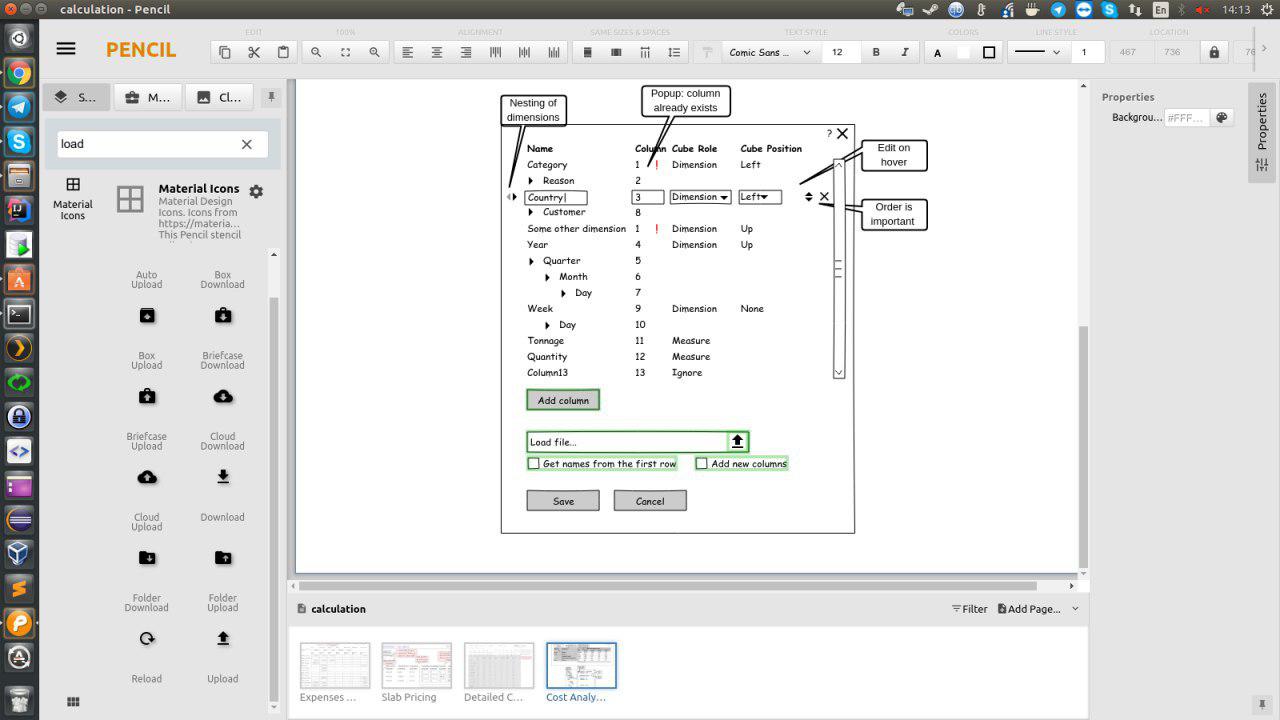 calculation - Pencil
En
14:13
PENCIL
EDIT
100%
ALIGNMENT
SAME SIZES & SPACES
TEXT STYLE
COLORS
LINE STYLE
LOCATION
Comic Sans ...
12
B
I
A
1
467
736
76
S...
M...
Cl...
load
Material Icons
Material Icons
Material Design
Icons. Icons from
https://materia...
This Pencil stencil
Auto Upload
Box Download
Box Upload
Briefcase Download
Briefcase Upload
Cloud Download
Cloud Upload
Download
Folder Download
Folder Upload
Reload
Upload
Nesting of
dimensions
Popup: column
already exists
?
Name Column Cube Role Cube Position
Category 1 ! Dimension Left
Reason 2
Country 3 Dimension Left
Customer 8
Some other dimension 1 ! Dimension Up
Year 4 Dimension Up
Quarter 5
Month 6
Day 7
Week 9 Dimension None
Day 10
Tonnage 11 Measure
Quantity 12 Measure
Column13 13 Ignore
Edit on
hover
Order is
important
Add column
Load file...
Get names from the first row
Add new columns
Save
Cancel
calculation
Filter
Add Page...
Expenses ...
Slab Pricing
Detailed C...
Cost Analy...
Properties
Backgrou...
#FFF...
Properties